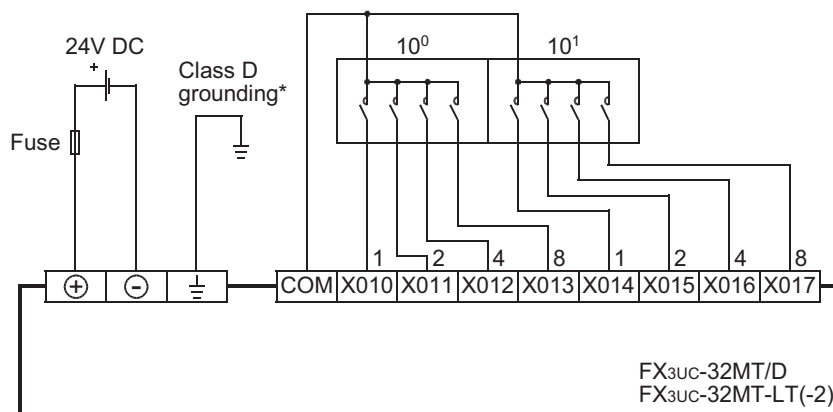 10⁰ 10¹
24V DC
+
Class D
grounding*
Fuse
1 2 4 8 1 2 4 8
+ - COM X010 X011 X012 X013 X014 X015 X016 X017
FX3UC-32MT/D
FX3UC-32MT-LT(-2)